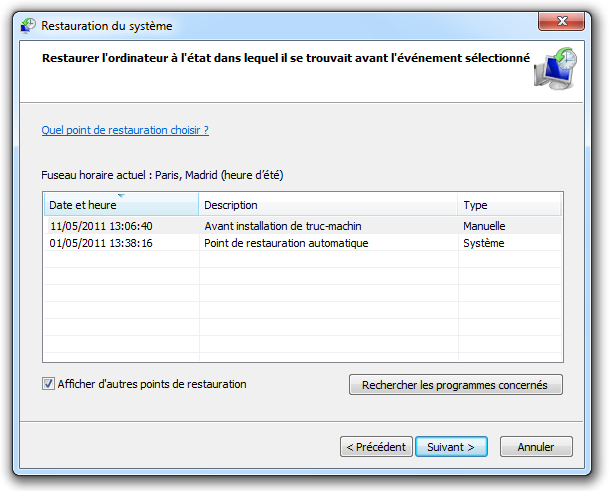 Restauration du système
Restaurer l'ordinateur à l'état dans lequel il se trouvait avant l'événement sélectionné
Quel point de restauration choisir ?
Fuseau horaire actuel : Paris, Madrid (heure d'été)
Date et heure Description Type
11/05/2011 13:06:40 Avant installation de truc-machin Manuelle
01/05/2011 13:38:16 Point de restauration automatique Système
Afficher d'autres points de restauration Rechercher les programmes concernés
< Précédent Suivant > Annuler